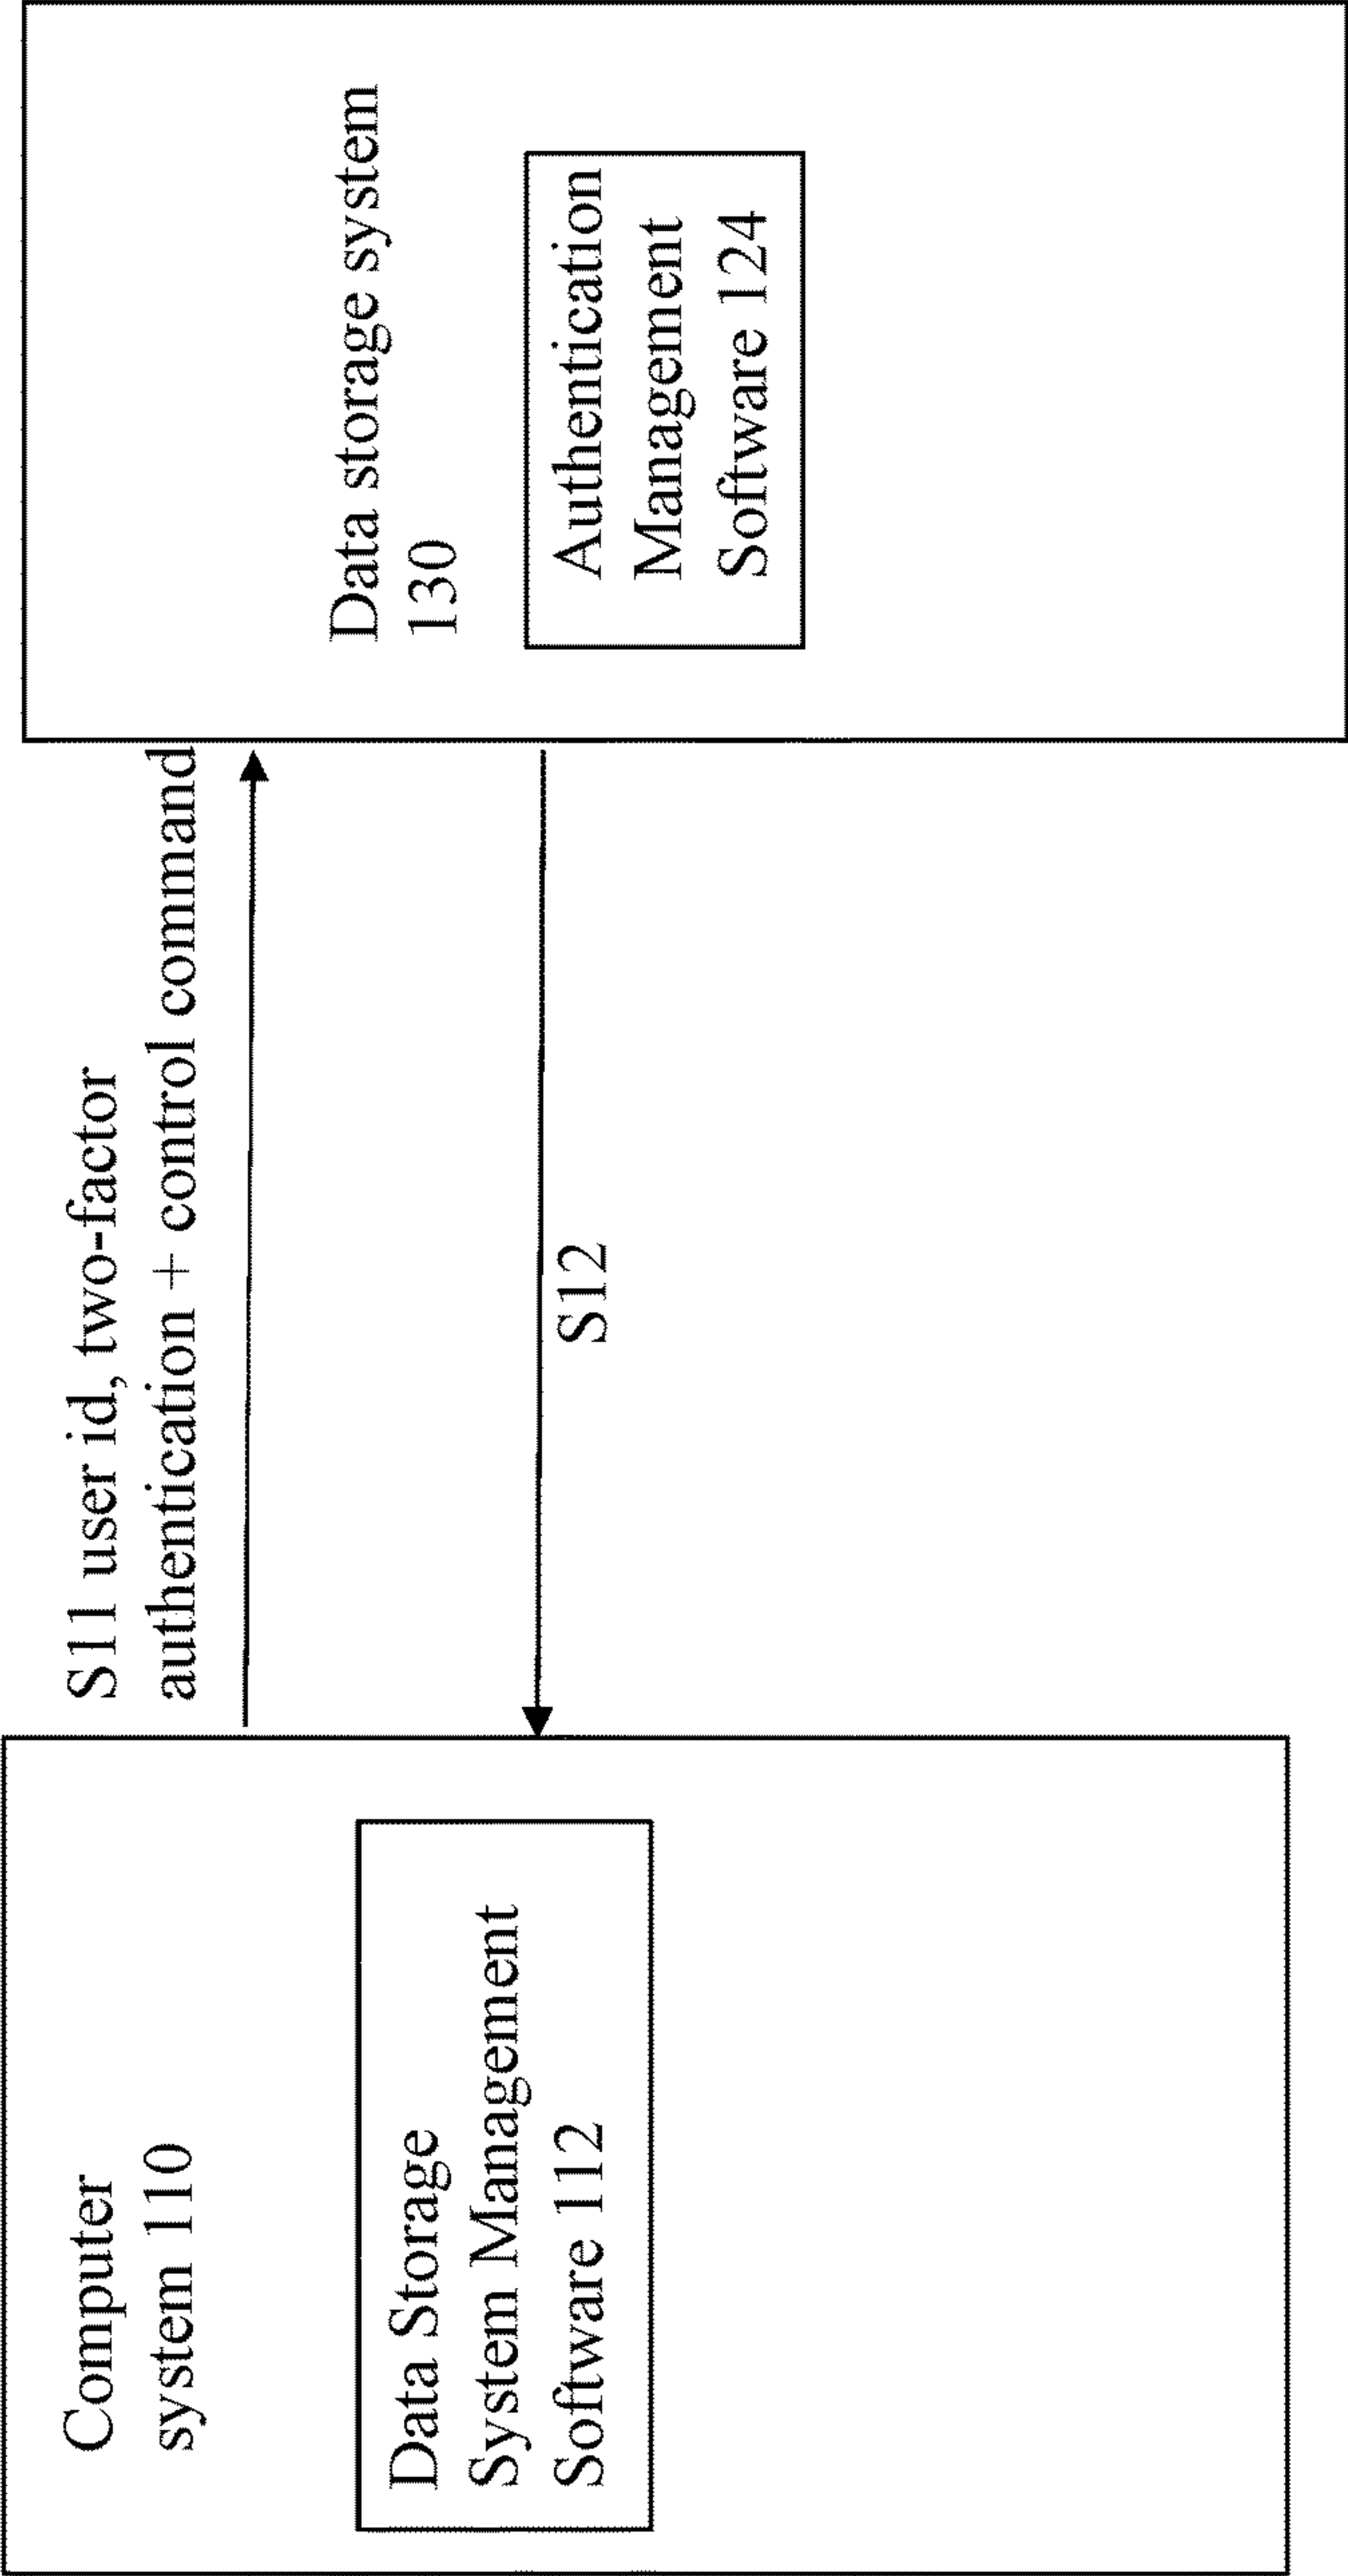 Computer
system 110
Data Storage
System Management
Software 112
S11 user id, two-factor
authentication + control command
S12
Data storage system
130
Authentication
Management
Software 124